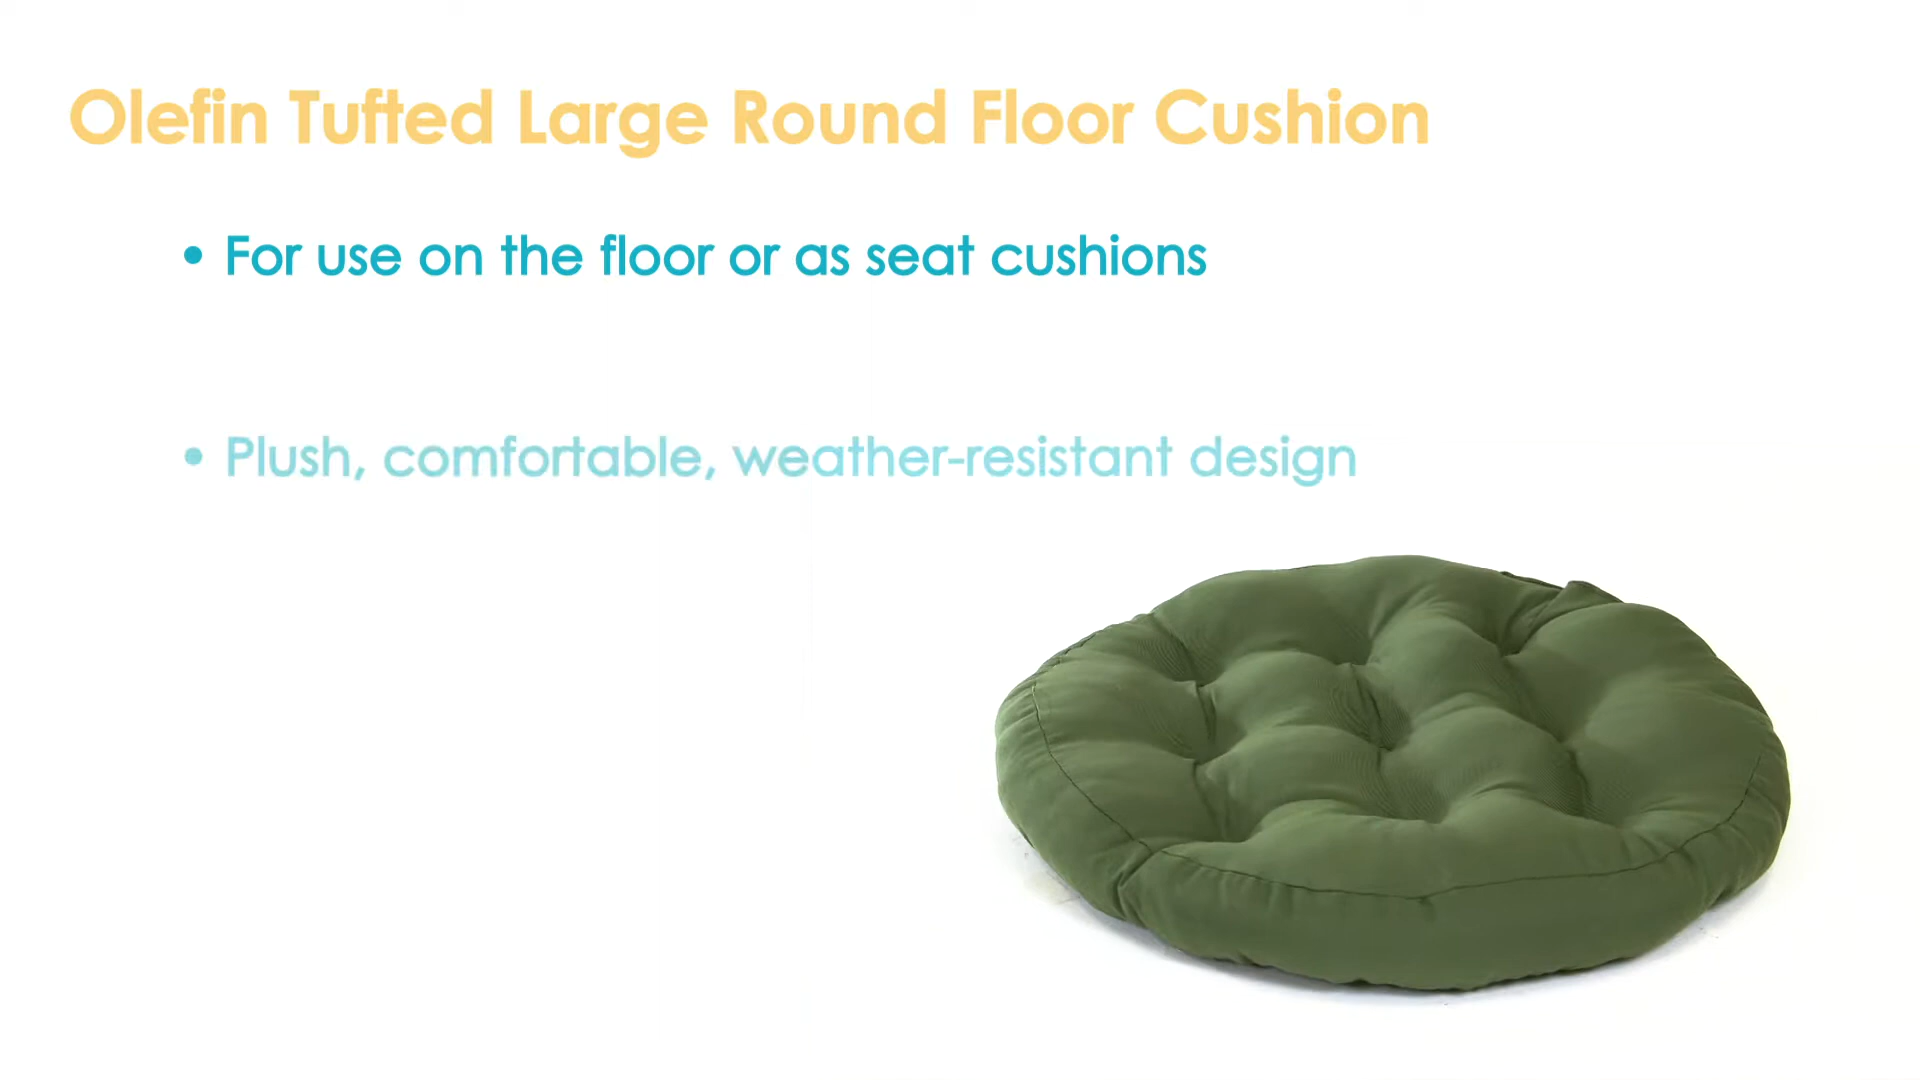 Olefin Tufted Large Round Floor Cushion
• For use on the floor or as seat cushions
• Plush, comfortable, weather-resistant design